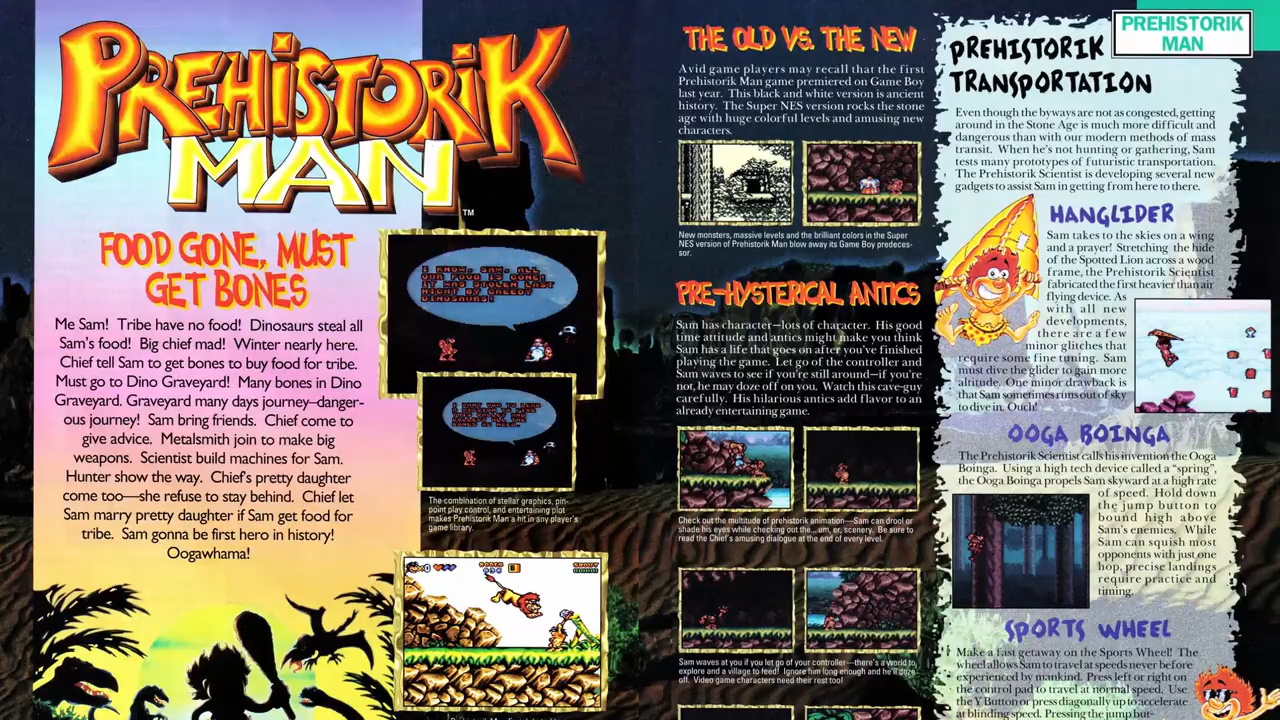 PREHISTORIK
MAN
TM
FOOD GONE, MUST
GET BONES
Me Sam! Tribe have no food! Dinosaurs steal all
Sam's food! Big chief mad! Winter nearly here.
Chief tell Sam to get bones to buy food for tribe.
Must go to Dino Graveyard! Many bones in Dino
Graveyard. Graveyard many days journey—danger-
ous journey! Sam bring friends. Chief come to
give advice. Metalsmith join to make big
weapons. Scientist build machines for Sam.
Hunter show the way. Chief's pretty daughter
come too—she refuse to stay behind. Chief let
Sam marry pretty daughter if Sam get food for
tribe. Sam gonna be first hero in history!
Oogawhama!
I KNOW, SAM, ALL
OUR FOOD IS GONE!
IT WAS STOLEN LAST
NIGHT BY GREEDY
DINOSAURS!
The combination of stellar graphics, pin-
point play control, and entertaining plot
makes Prehistorik Man a hit in any player's
game library.
BONES
THE OLD VS. THE NEW
Avid game players may recall that the first
Prehistorik Man game premiered on Game Boy
last year. This black and white version is ancient
history. The Super NES version rocks the stone
age with huge colorful levels and amusing new
characters.
New monsters, massive levels and the brilliant colors in the Super
NES version of Prehistorik Man blow away its Game Boy predeces-
sor.
PRE-HYSTERICAL ANTICS
Sam has character—lots of character. His good
time attitude and antics might make you think
Sam has a life that goes on after you've finished
playing the game. Let go of the controller and
Sam waves to see if you're still around—if you're
not, he may doze off on you. Watch this cave-guy
carefully. His hilarious antics add flavor to an
already entertaining game.
Check out the multitude of prehistorik animation—Sam can drool or
shade his eyes while checking out the... um, er, scenery. Be sure to
read the Chief's amusing dialogue at the end of every level.
Sam waves at you if you let go of your controller—there's a world to
explore and a village to feed! Ignore him long enough and he'll doze
off. Video game characters need their rest too!
PREHISTORIK
MAN
PREHISTORIK
TRANSPORTATION
Even though the byways are not as congested, getting
around in the Stone Age is much more difficult and
dangerous than with our modern methods of mass
transit. When he's not hunting or gathering, Sam
tests many prototypes of futuristic transportation.
The Prehistorik Scientist is developing several new
gadgets to assist Sam in getting from here to there.
HANGLIDER
Sam takes to the skies on a wing
and a prayer! Stretching the hide
of the Spotted Lion across a wood
frame, the Prehistorik Scientist
fabricated the first heavier than air
flying device. As
with all new
developments,
there are a few
minor glitches that
require some fine tuning. Sam
must dive the glider to gain more
altitude. One minor drawback is
that Sam sometimes runs out of sky
to dive in. Ouch!
OOGA BOINGA
The Prehistorik Scientist calls his invention the Ooga
Boinga. Using a high tech device called a "spring",
the Ooga Boinga propels Sam skyward at a high rate
of speed. Hold down
the jump button to
bound high above
Sam's enemies. While
Sam can squish most
opponents with just one
hop, precise landings
require practice and
timing.
SPORTS WHEEL
Make a fast getaway on the Sports Wheel! The
wheel allows Sam to travel at speeds never before
experienced by mankind. Press left or right on
the control pad to travel at normal speed. Use
the Y Button or press diagonally up to accelerate
at blinding speed. Pressing the jump but-